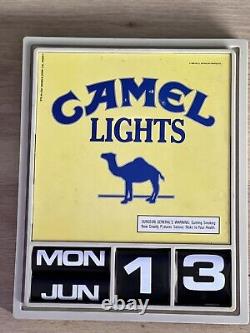 CAMEL
LIGHTS
SURGEON GENERAL'S WARNING: Quitting Smoking
Now Greatly Reduces Serious Risks to Your Health.
MON 1 3
JUN